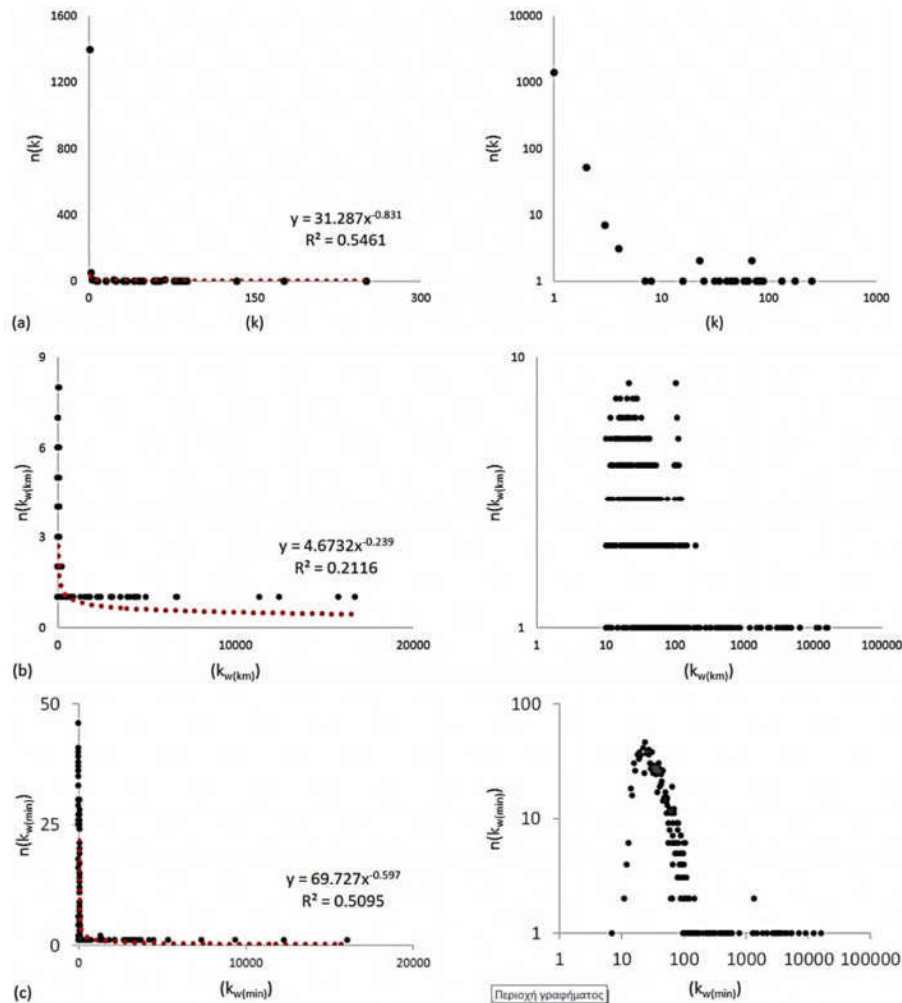 1600
1200
800
400
0
n(k)
y = 31.287x^-0.831
R² = 0.5461
0 150 300
(a) (k)
10000
1000
100
10
1
n(k)
1 10 100 1000
(k)
9
6
3
0
n(k_w(km))
y = 4.6732x^-0.239
R² = 0.2116
0 10000 20000
(b) (k_w(km))
10
1
n(k_w(km))
1 10 100 1000 10000 100000
(k_w(km))
50
25
0
n(k_w(min))
y = 69.727x^-0.597
R² = 0.5095
0 10000 20000
(c) (k_w(min))
100
10
1
n(k_w(min))
1 10 100 1000 10000 100000
(k_w(min))
Περιοχή γραφήματος